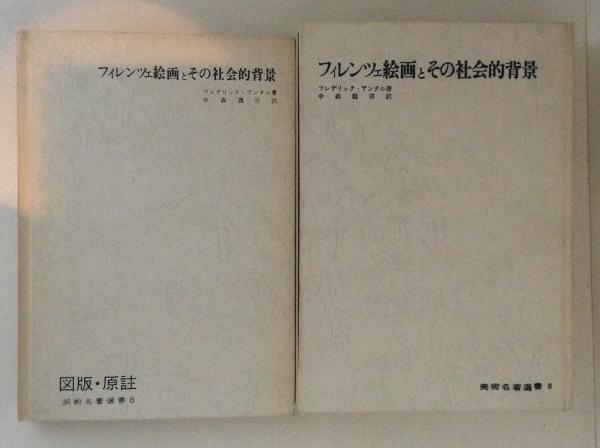 フィレンツェ絵画とその社会的背景
フレデリック・アンタル著
中森義宗訳
図版・原註
美術名著選書8
フィレンツェ絵画とその社会的背景
フレデリック・アンタル著
中森義宗訳
美術名著選書 8